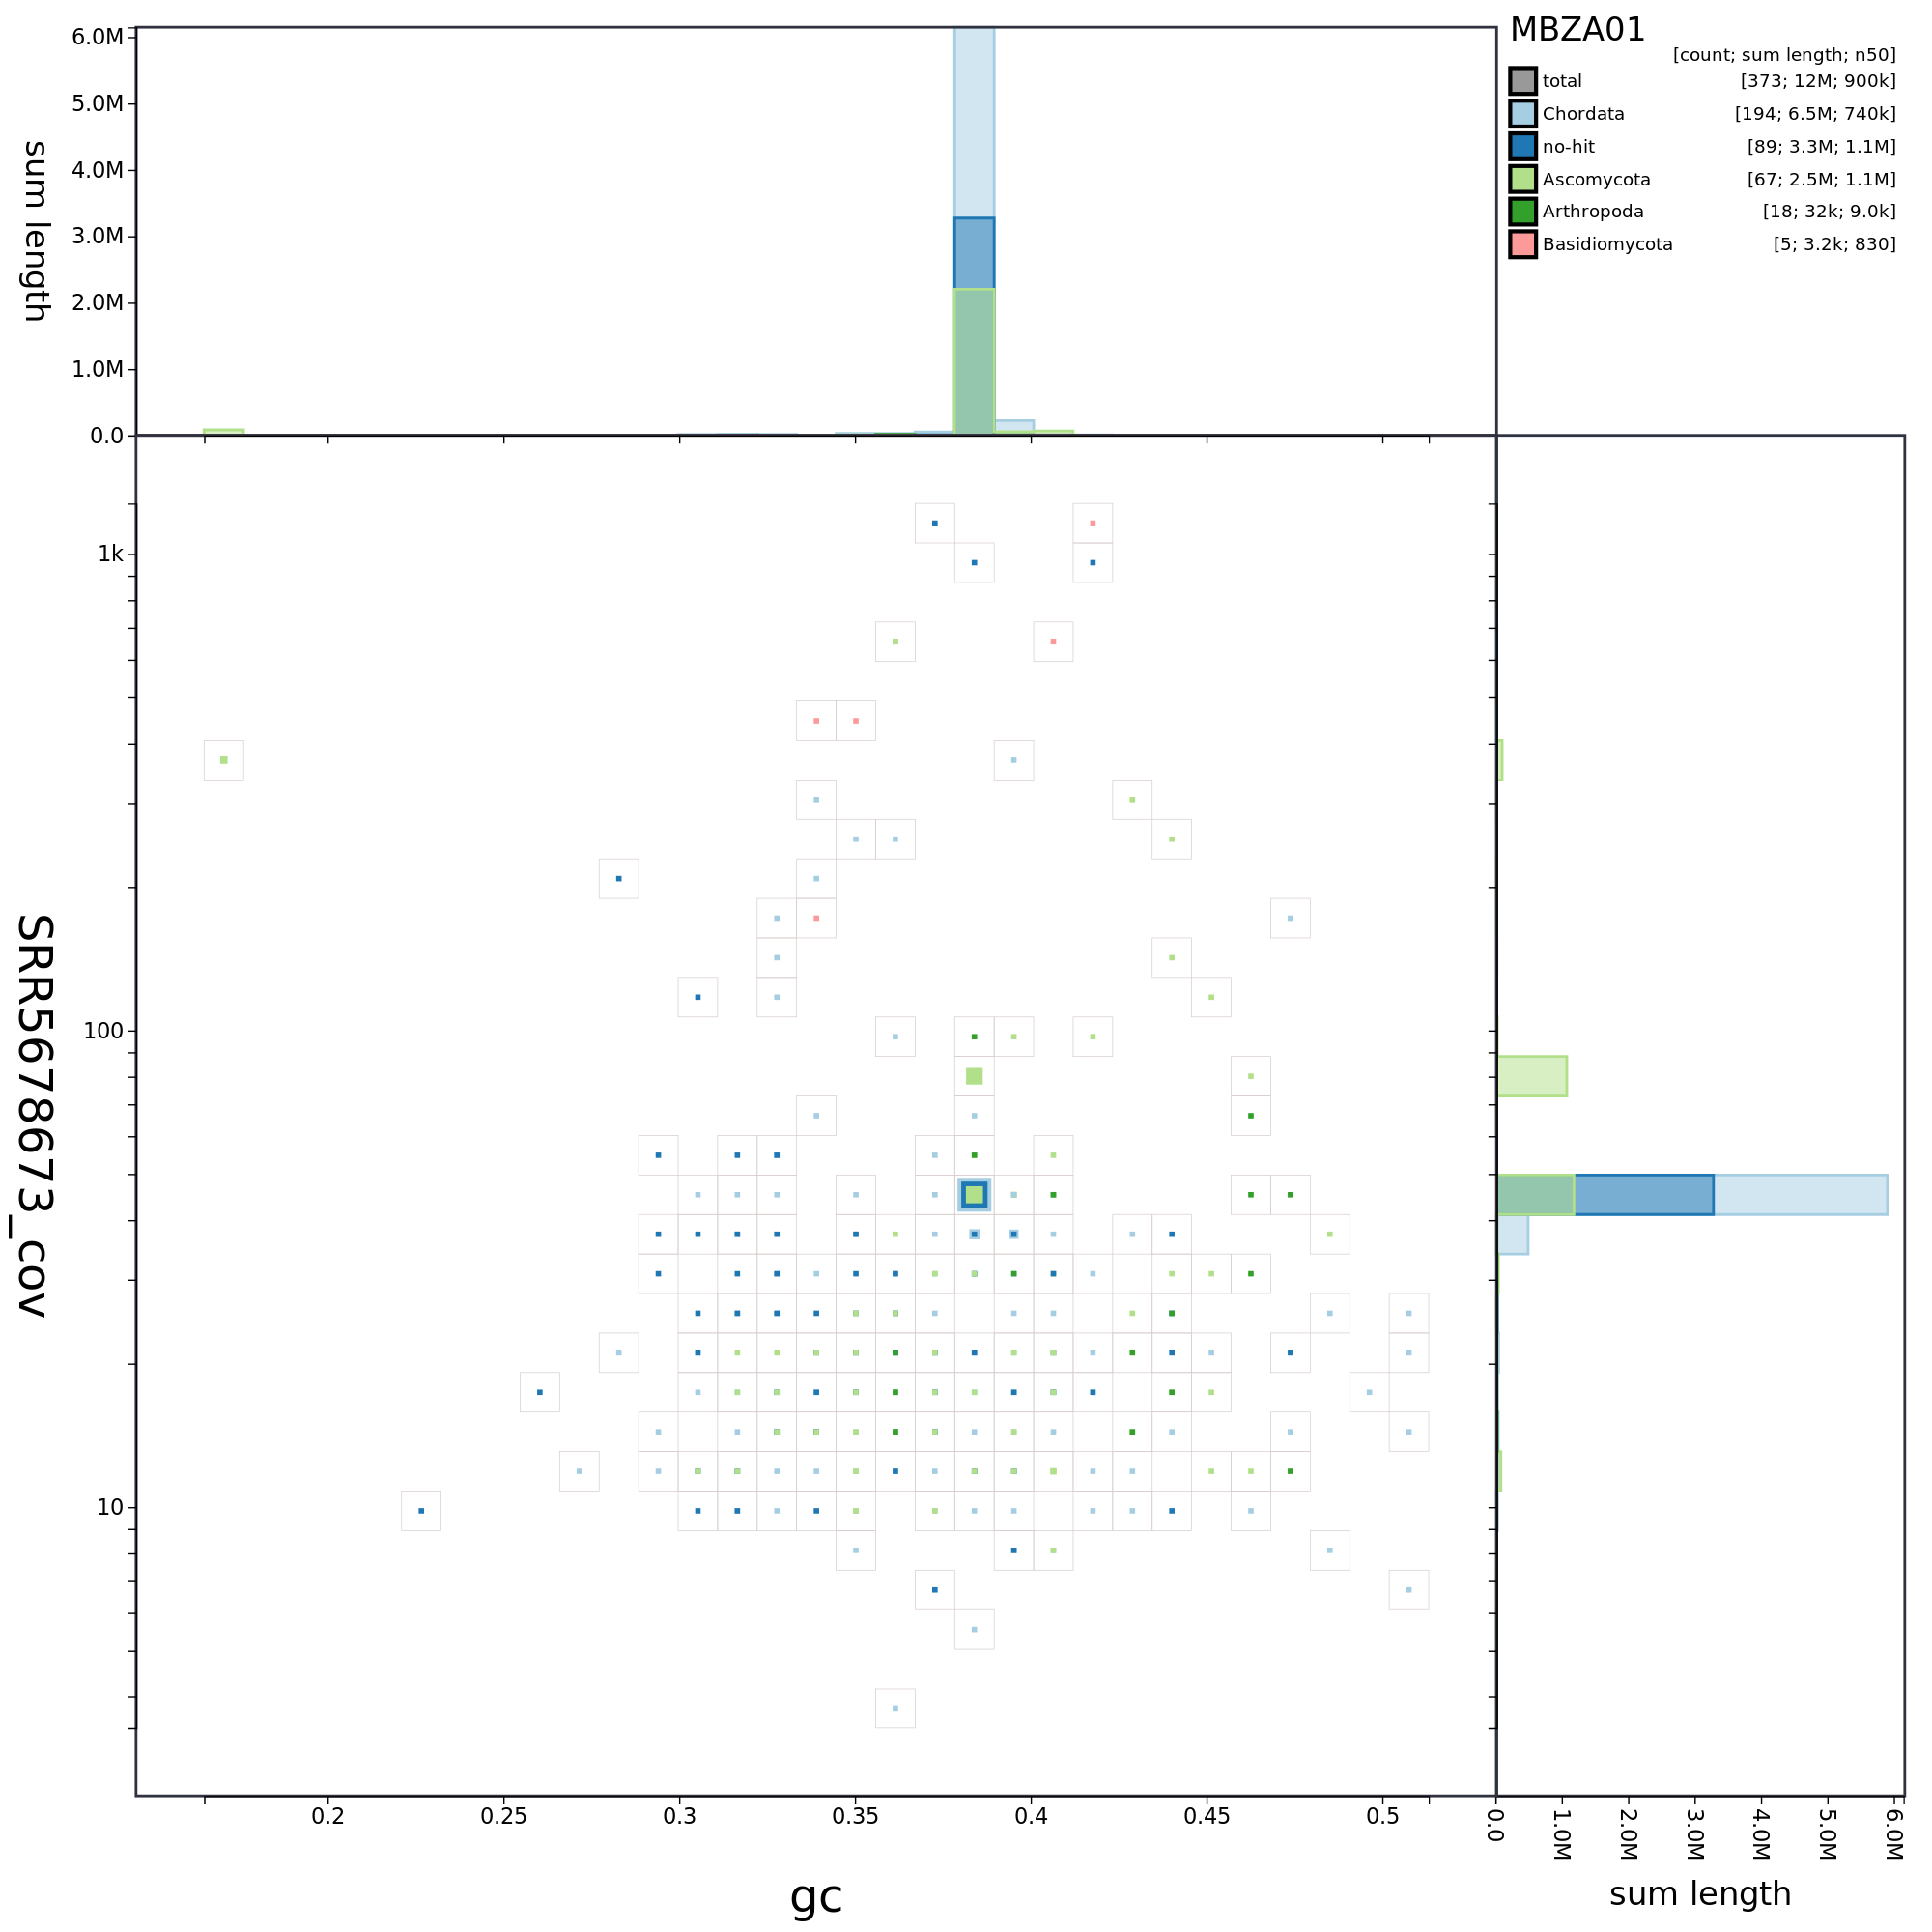 MBZA01
[count; sum length; n50]
total [373; 12M; 900k]
Chordata [194; 6.5M; 740k]
no-hit [89; 3.3M; 1.1M]
Ascomycota [67; 2.5M; 1.1M]
Arthropoda [18; 32k; 9.0k]
Basidiomycota [5; 3.2k; 830]
sum length
6.0M
5.0M
4.0M
3.0M
2.0M
1.0M
0.0
SRR5678673_cov
1k
100
10
0.2 0.25 0.3 0.35 0.4 0.45 0.5
gc
0.0 1.0M 2.0M 3.0M 4.0M 5.0M 6.0M
sum length